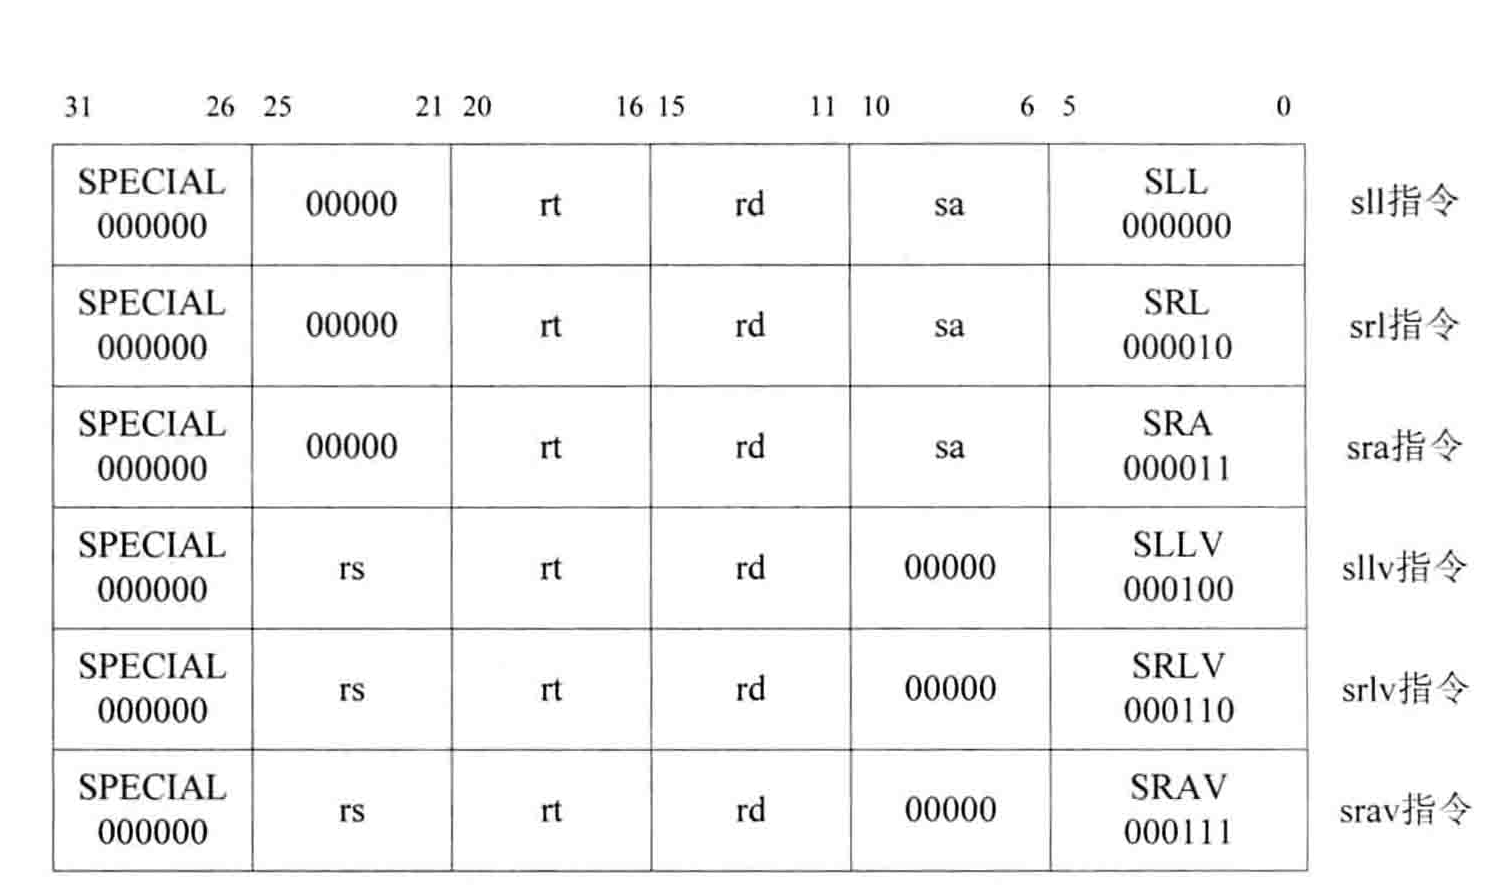 31 26 25 21 20 16 15 11 10 6 5 0
SPECIAL
000000
00000
rt
rd
sa
SLL
000000
sll指令
SPECIAL
000000
00000
rt
rd
sa
SRL
000010
srl指令
SPECIAL
000000
00000
rt
rd
sa
SRA
000011
sra指令
SPECIAL
000000
rs
rt
rd
00000
SLLV
000100
sllv指令
SPECIAL
000000
rs
rt
rd
00000
SRLV
000110
srlv指令
SPECIAL
000000
rs
rt
rd
00000
SRAV
000111
srav指令